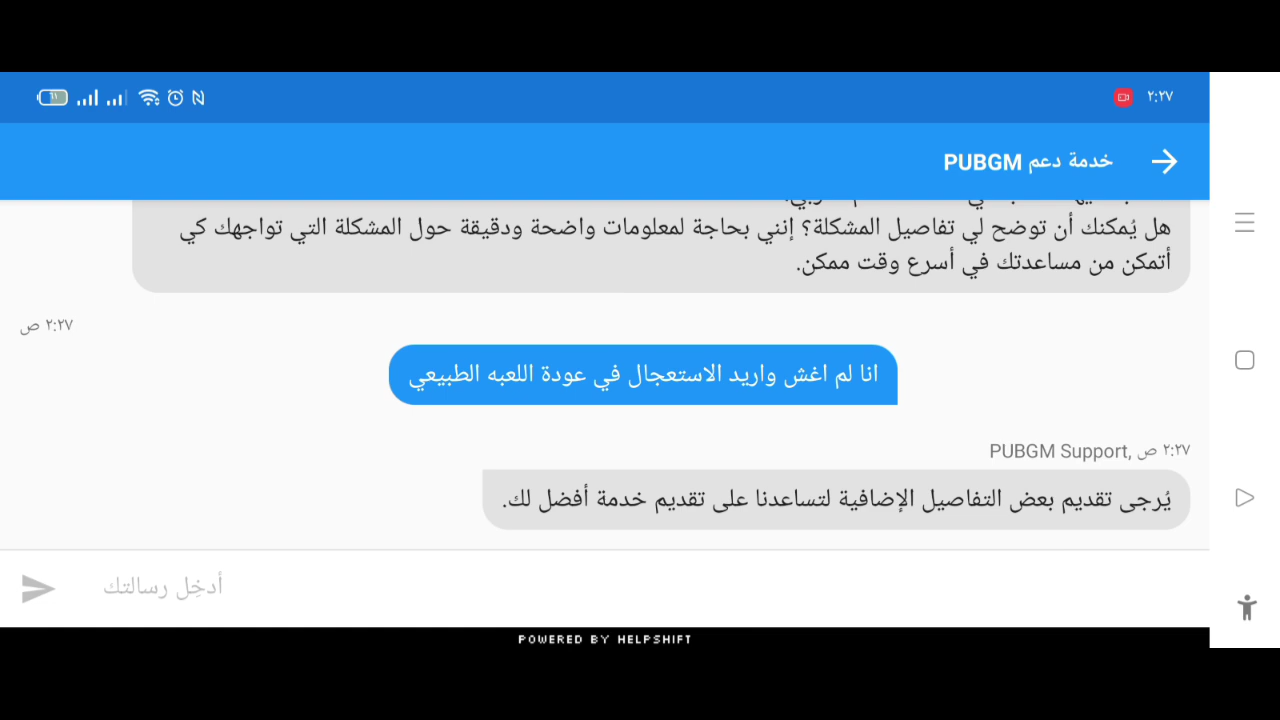 ٢:٢٧
٦١
خدمة دعم PUBGM
هل يُمكنك أن توضح لي تفاصيل المشكلة؟ إنني بحاجة لمعلومات واضحة ودقيقة حول المشكلة التي تواجهك كي
أتمكن من مساعدتك في أسرع وقت ممكن.
٢:٢٧ ص
انا لم اغش واريد الاستعجال في عودة اللعبه الطبيعي
٢:٢٧ ص ,PUBGM Support
يُرجى تقديم بعض التفاصيل الإضافية لتساعدنا على تقديم خدمة أفضل لك.
أدخِل رسالتك
POWERED BY HELPSHIFT